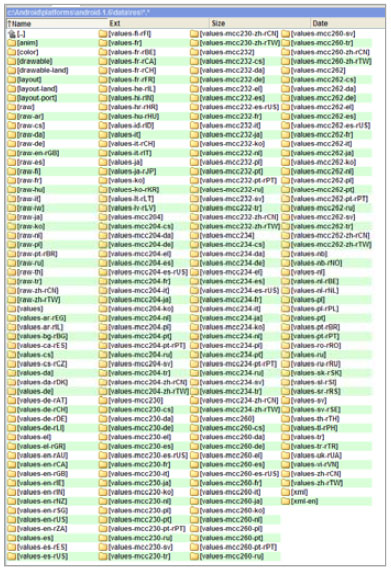 c:\Android\platforms\android-1.6\data\res\*.*
↑Name Ext Size Date
[..]
[anim]
[color]
[drawable]
[drawable-land]
[layout]
[layout-land]
[layout-port]
[raw]
[raw-ar]
[raw-cs]
[raw-da]
[raw-de]
[raw-en-rGB]
[raw-es]
[raw-fi]
[raw-fr]
[raw-hu]
[raw-it]
[raw-iw]
[raw-ja]
[raw-ko]
[raw-nl]
[raw-pl]
[raw-pt-rBR]
[raw-ru]
[raw-th]
[raw-tr]
[raw-zh-rCN]
[raw-zh-rTW]
[values]
[values-ar-rEG]
[values-ar-rIL]
[values-bg-rBG]
[values-ca-rES]
[values-cs]
[values-cs-rCZ]
[values-da]
[values-da-rDK]
[values-de]
[values-de-rAT]
[values-de-rCH]
[values-de-rDE]
[values-de-rLI]
[values-el]
[values-el-rGR]
[values-en-rAU]
[values-en-rCA]
[values-en-rGB]
[values-en-rIE]
[values-en-rIN]
[values-en-rNZ]
[values-en-rSG]
[values-en-rUS]
[values-en-rZA]
[values-es]
[values-es-rES]
[values-es-rUS]
[values-fi-rFI]
[values-fr]
[values-fr-rBE]
[values-fr-rCA]
[values-fr-rCH]
[values-fr-rFR]
[values-he-rIL]
[values-hi-rIN]
[values-hr-rHR]
[values-hu-rHU]
[values-id-rID]
[values-it]
[values-it-rCH]
[values-it-rIT]
[values-ja]
[values-ja-rJP]
[values-ko]
[values-ko-rKR]
[values-lt-rLT]
[values-lv-rLV]
[values-mcc204]
[values-mcc204-cs]
[values-mcc204-da]
[values-mcc204-de]
[values-mcc204-el]
[values-mcc204-es]
[values-mcc204-es-rUS]
[values-mcc204-fr]
[values-mcc204-it]
[values-mcc204-ja]
[values-mcc204-ko]
[values-mcc204-nl]
[values-mcc204-pl]
[values-mcc204-pt]
[values-mcc204-pt-rPT]
[values-mcc204-ru]
[values-mcc204-sv]
[values-mcc204-tr]
[values-mcc204-zh-rCN]
[values-mcc204-zh-rTW]
[values-mcc230]
[values-mcc230-cs]
[values-mcc230-da]
[values-mcc230-de]
[values-mcc230-el]
[values-mcc230-es]
[values-mcc230-es-rUS]
[values-mcc230-fr]
[values-mcc230-it]
[values-mcc230-ja]
[values-mcc230-ko]
[values-mcc230-nl]
[values-mcc230-pl]
[values-mcc230-pt]
[values-mcc230-pt-rPT]
[values-mcc230-ru]
[values-mcc230-sv]
[values-mcc230-tr]
[values-mcc230-zh-rCN]
[values-mcc230-zh-rTW]
[values-mcc232]
[values-mcc232-cs]
[values-mcc232-da]
[values-mcc232-de]
[values-mcc232-el]
[values-mcc232-es]
[values-mcc232-es-rUS]
[values-mcc232-fr]
[values-mcc232-it]
[values-mcc232-ja]
[values-mcc232-ko]
[values-mcc232-nl]
[values-mcc232-pl]
[values-mcc232-pt]
[values-mcc232-pt-rPT]
[values-mcc232-ru]
[values-mcc232-sv]
[values-mcc232-tr]
[values-mcc232-zh-rCN]
[values-mcc232-zh-rTW]
[values-mcc234]
[values-mcc234-cs]
[values-mcc234-da]
[values-mcc234-de]
[values-mcc234-el]
[values-mcc234-es]
[values-mcc234-es-rUS]
[values-mcc234-fr]
[values-mcc234-it]
[values-mcc234-ja]
[values-mcc234-ko]
[values-mcc234-nl]
[values-mcc234-pl]
[values-mcc234-pt]
[values-mcc234-pt-rPT]
[values-mcc234-ru]
[values-mcc234-sv]
[values-mcc234-tr]
[values-mcc234-zh-rCN]
[values-mcc234-zh-rTW]
[values-mcc260]
[values-mcc260-cs]
[values-mcc260-da]
[values-mcc260-de]
[values-mcc260-el]
[values-mcc260-es]
[values-mcc260-es-rUS]
[values-mcc260-fr]
[values-mcc260-it]
[values-mcc260-ja]
[values-mcc260-ko]
[values-mcc260-nl]
[values-mcc260-pl]
[values-mcc260-pt]
[values-mcc260-pt-rPT]
[values-mcc260-ru]
[values-mcc260-sv]
[values-mcc260-tr]
[values-mcc260-zh-rCN]
[values-mcc260-zh-rTW]
[values-mcc262]
[values-mcc262-cs]
[values-mcc262-da]
[values-mcc262-de]
[values-mcc262-el]
[values-mcc262-es]
[values-mcc262-es-rUS]
[values-mcc262-fr]
[values-mcc262-it]
[values-mcc262-ja]
[values-mcc262-ko]
[values-mcc262-nl]
[values-mcc262-pl]
[values-mcc262-pt]
[values-mcc262-pt-rPT]
[values-mcc262-ru]
[values-mcc262-sv]
[values-mcc262-tr]
[values-mcc262-zh-rCN]
[values-mcc262-zh-rTW]
[values-nb]
[values-nb-rNO]
[values-nl]
[values-nl-rBE]
[values-nl-rNL]
[values-pl]
[values-pl-rPL]
[values-pt]
[values-pt-rBR]
[values-pt-rPT]
[values-ro-rRO]
[values-ru]
[values-ru-rRU]
[values-sk-rSK]
[values-sl-rSI]
[values-sr-rRS]
[values-sv]
[values-sv-rSE]
[values-th-rTH]
[values-tl-rPH]
[values-tr]
[values-tr-rTR]
[values-uk-rUA]
[values-vi-rVN]
[values-zh-rCN]
[values-zh-rTW]
[xml]
[xml-en]